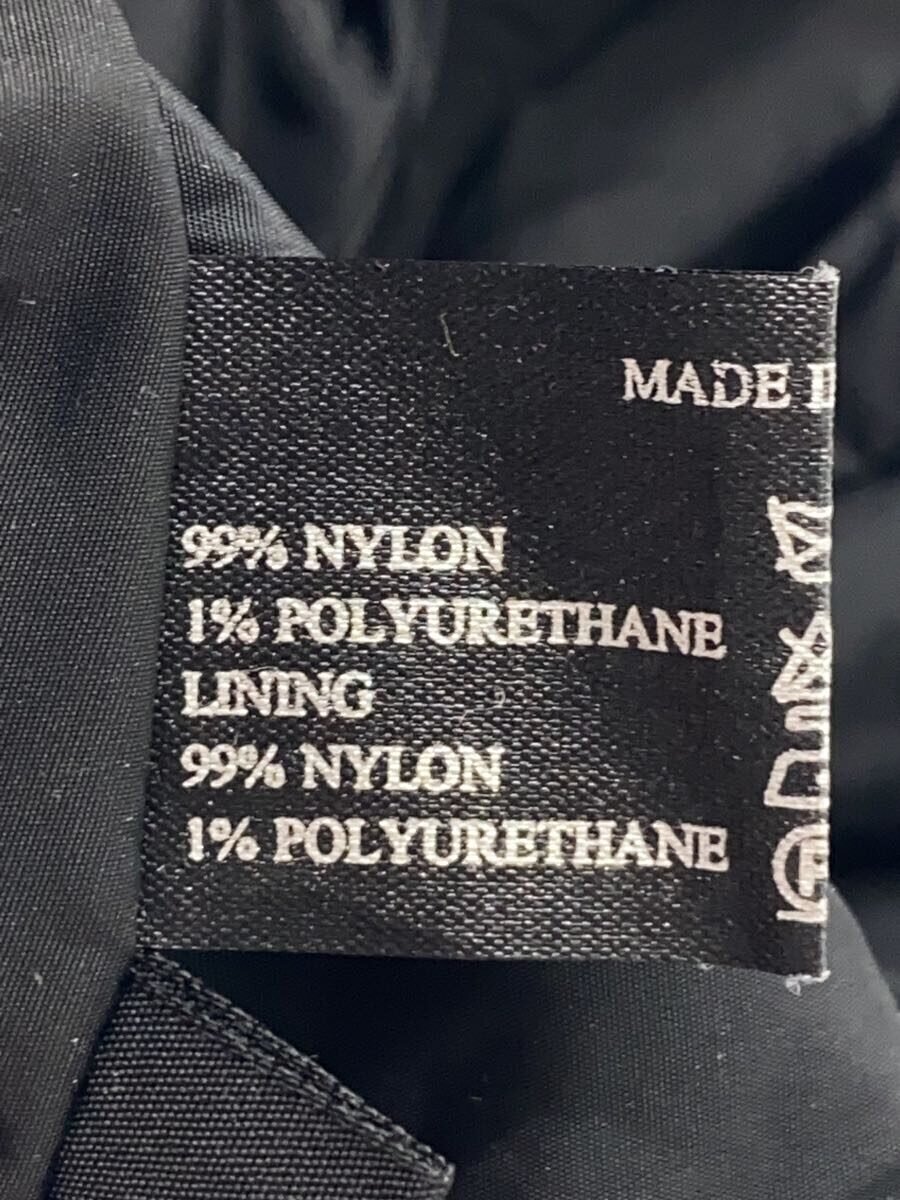 MADE I
99% NYLON
1% POLYURETHANE
LINING
99% NYLON
1% POLYURETHANE